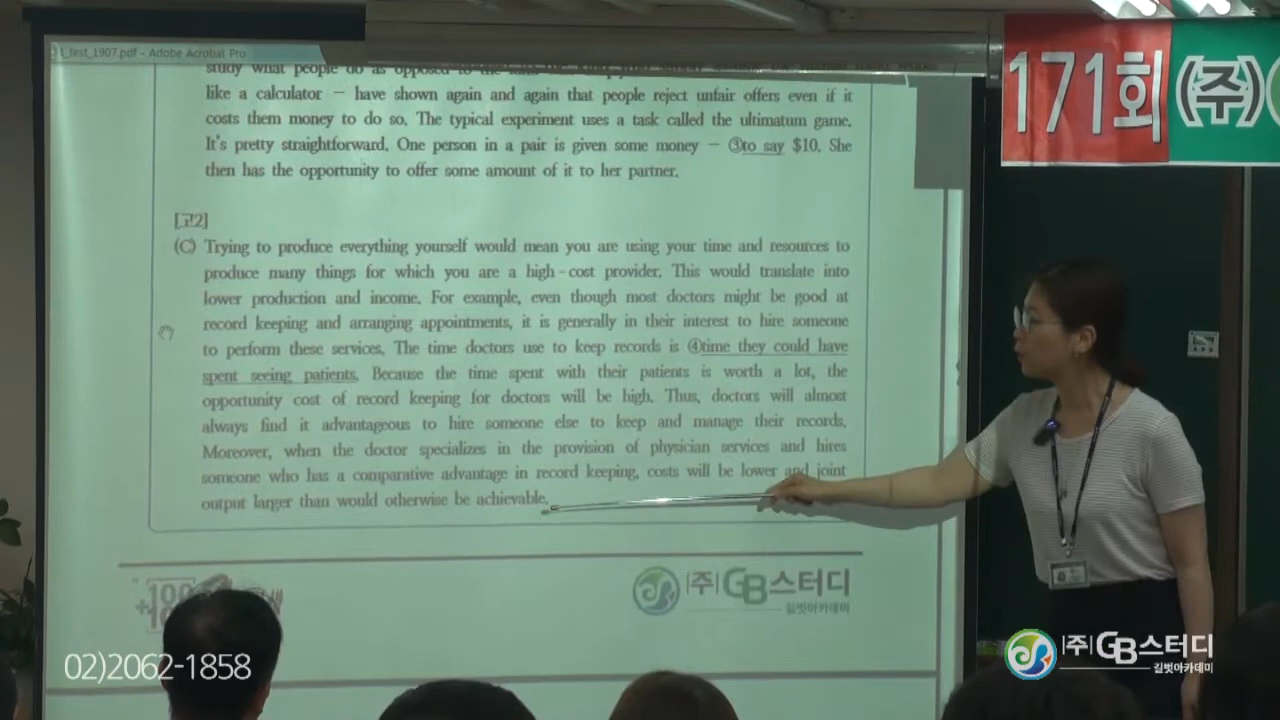 t_test_1907.pdf - Adobe Acrobat Pro
study what people do as opposed to
like a calculator － have shown again and again that people reject unfair offers even if it
costs them money to do so. The typical experiment uses a task called the ultimatum game.
It's pretty straightforward. One person in a pair is given some money － ③to say $10. She
then has the opportunity to offer some amount of it to her partner.
[고2]
(C) Trying to produce everything yourself would mean you are using your time and resources to
produce many things for which you are a high-cost provider. This would translate into
lower production and income. For example, even though most doctors might be good at
record keeping and arranging appointments, it is generally in their interest to hire someone
to perform these services. The time doctors use to keep records is ④time they could have
spent seeing patients. Because the time spent with their patients is worth a lot, the
opportunity cost of record keeping for doctors will be high. Thus, doctors will almost
always find it advantageous to hire someone else to keep and manage their records.
Moreover, when the doctor specializes in the provision of physician services and hires
someone who has a comparative advantage in record keeping, costs will be lower and joint
output larger than would otherwise be achievable.
(주)GB스터디
길벗아카데미
171회 (주)
02)2062-1858
(주)GB스터디
길벗아카데미